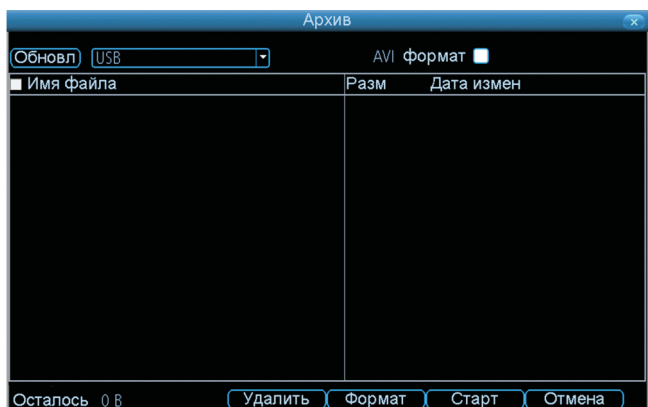 Архив
Обновл USB AVI формат
Имя файла Разм Дата измен
Осталось 0 B Удалить Формат Старт Отмена